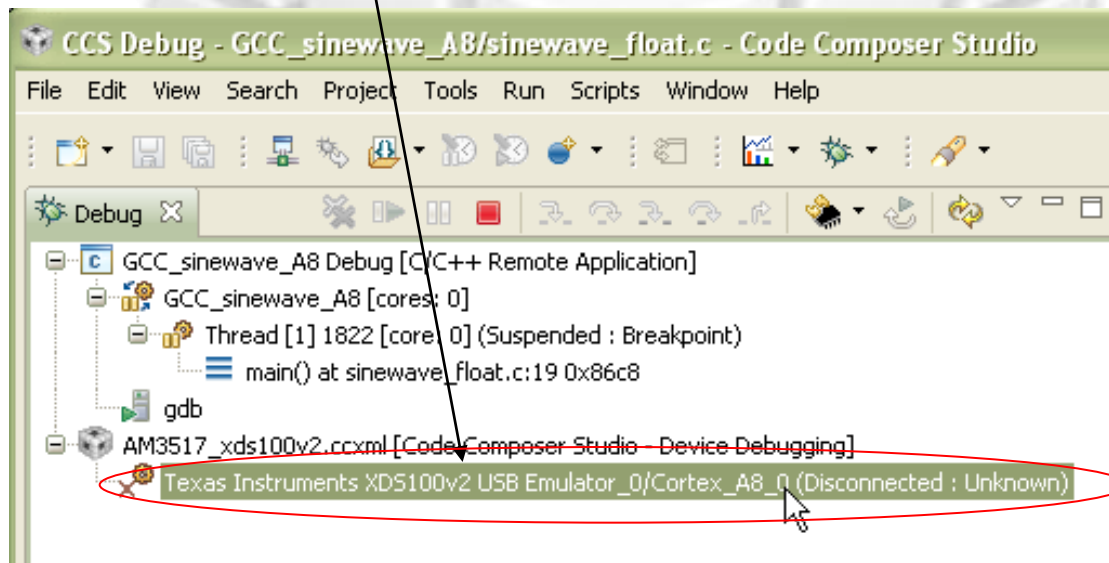 CCS Debug - GCC_sinewave_A8/sinewave_float.c - Code Composer Studio
File Edit View Search Project Tools Run Scripts Window Help
Debug
GCC_sinewave_A8 Debug [C/C++ Remote Application]
GCC_sinewave_A8 [cores: 0]
Thread [1] 1822 [core: 0] (Suspended : Breakpoint)
main() at sinewave_float.c:19 0x86c8
gdb
AM3517_xds100v2.ccxml [Code Composer Studio - Device Debugging]
Texas Instruments XDS100v2 USB Emulator_0/Cortex_A8_0 (Disconnected : Unknown)